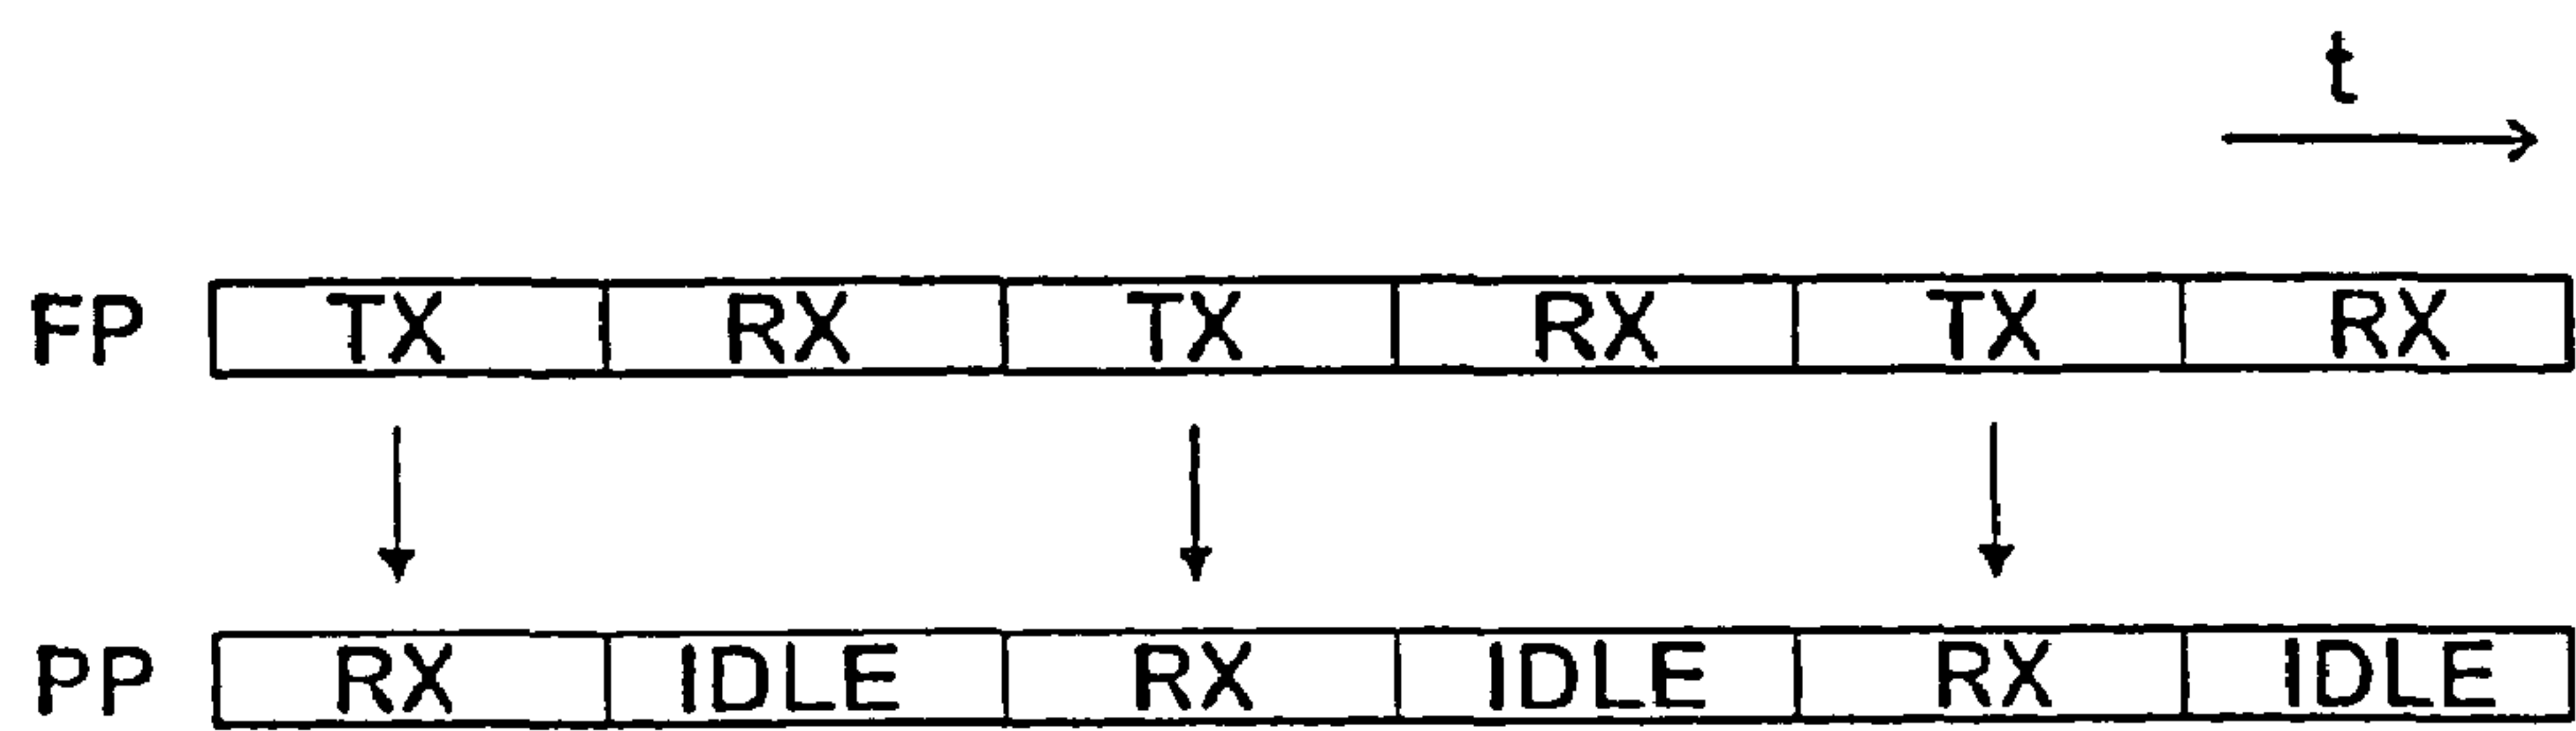 t
FP TX RX TX RX TX RX
PP RX IDLE RX IDLE RX IDLE